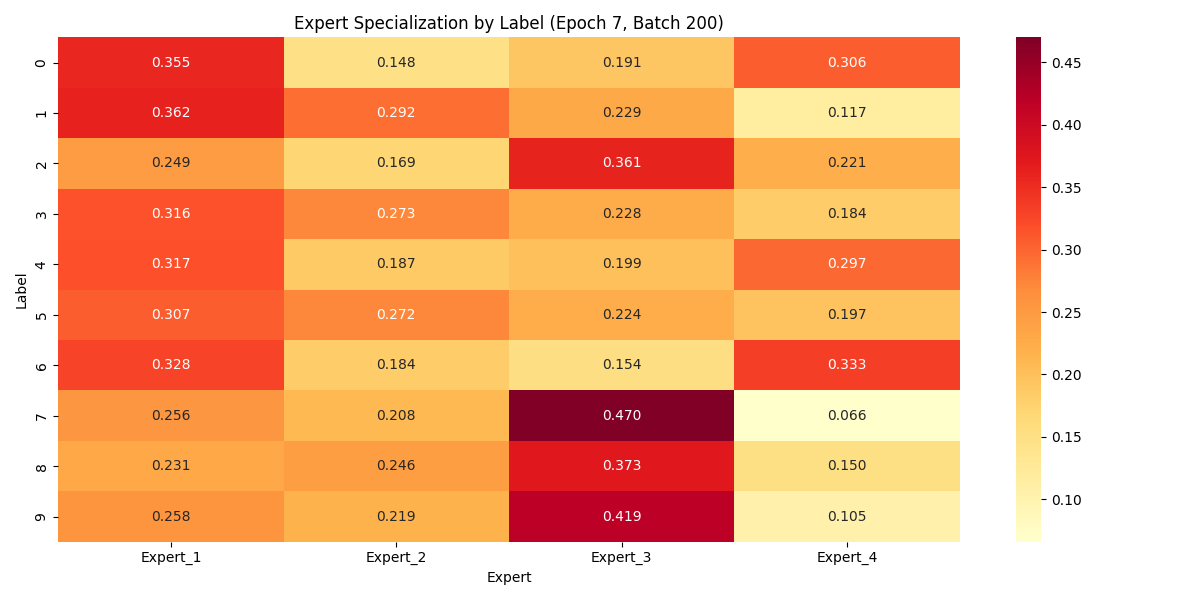 Expert Specialization by Label (Epoch 7, Batch 200)
Label
0 0.355 0.148 0.191 0.306
1 0.362 0.292 0.229 0.117
2 0.249 0.169 0.361 0.221
3 0.316 0.273 0.228 0.184
4 0.317 0.187 0.199 0.297
5 0.307 0.272 0.224 0.197
6 0.328 0.184 0.154 0.333
7 0.256 0.208 0.470 0.066
8 0.231 0.246 0.373 0.150
9 0.258 0.219 0.419 0.105
Expert_1 Expert_2 Expert_3 Expert_4
Expert
0.45
0.40
0.35
0.30
0.25
0.20
0.15
0.10